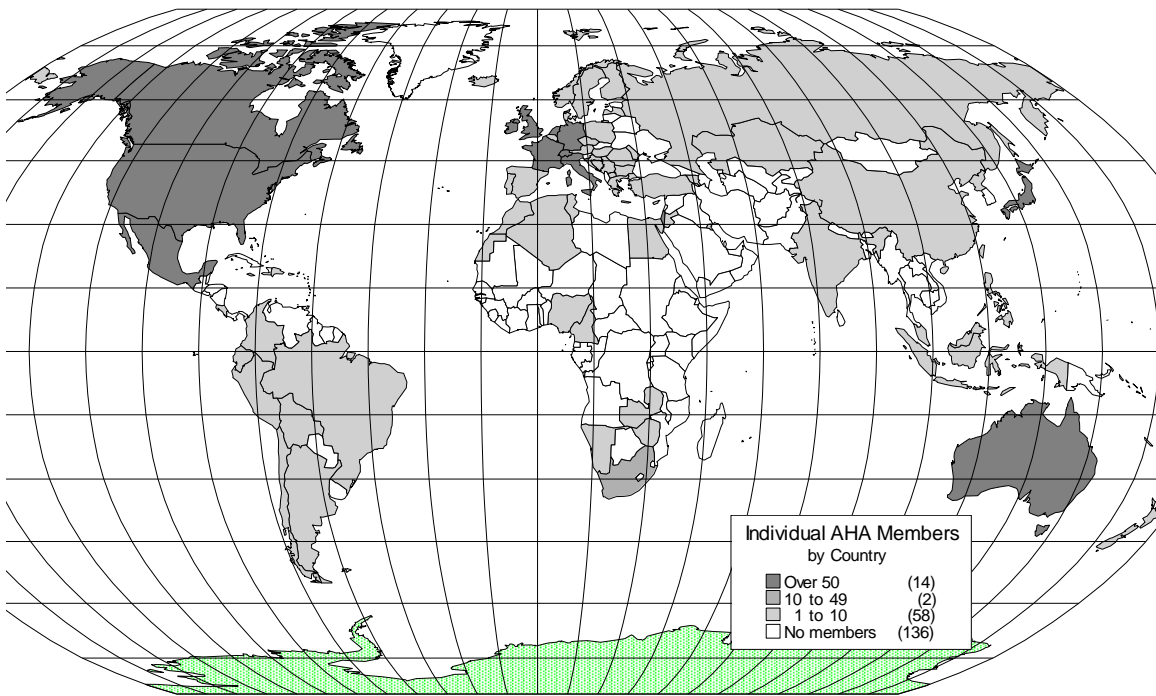 Individual AHA Members
by Country
Over 50 (14)
10 to 49 (2)
1 to 10 (58)
No members (136)